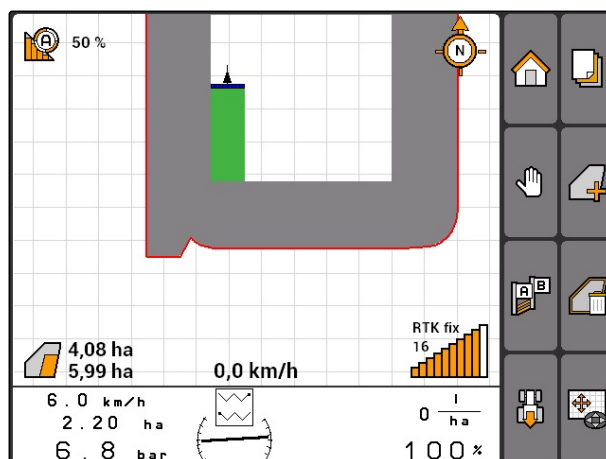 A
50 %
N
A B
RTK fix
16
4,08 ha
5,99 ha
0,0 km/h
6.0 km/h
2.20 ha
6.8 bar
0 l/ha
100%